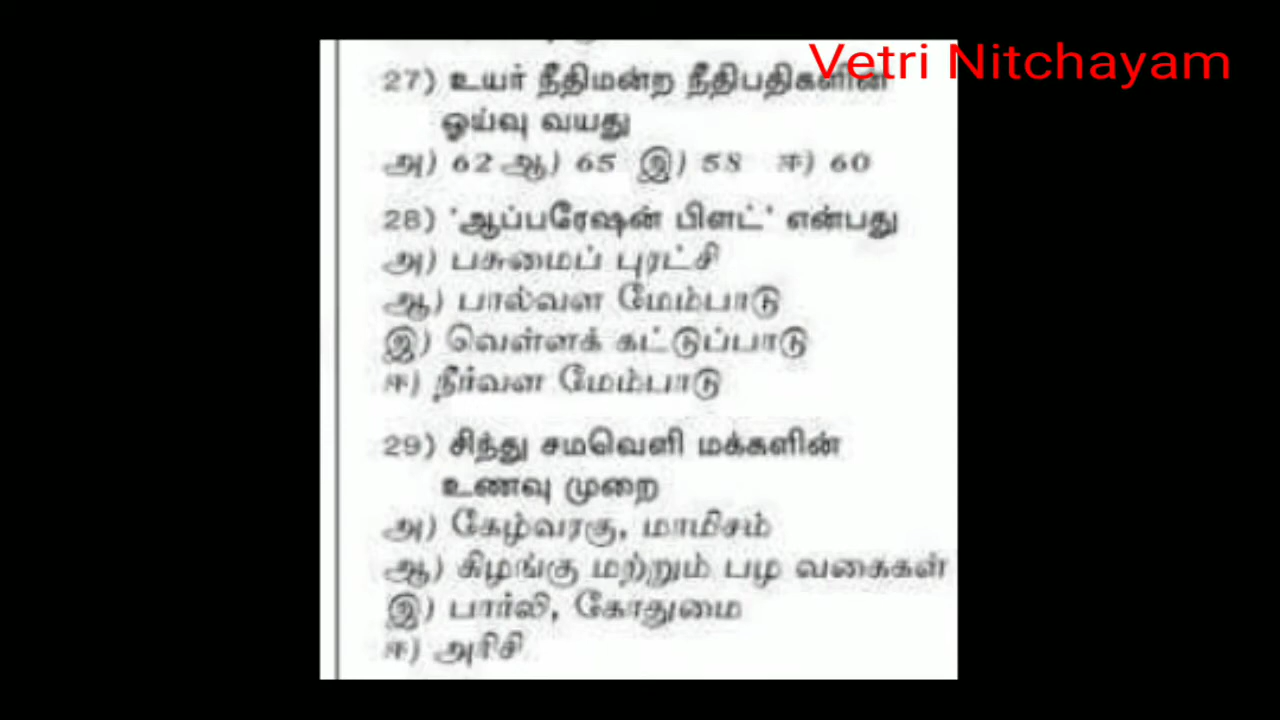 Vetri Nitchayam
27) உயர் நீதிமன்ற நீதிபதிகளின்
ஓய்வு வயது
அ) 62 ஆ) 65 இ) 58 ஈ) 60
28) 'ஆப்பரேஷன் பிளட்' என்பது
அ) பசுமைப் புரட்சி
ஆ) பால்வள மேம்பாடு
இ) வெள்ளக் கட்டுப்பாடு
ஈ) நீர்வள மேம்பாடு
29) சிந்து சமவெளி மக்களின்
உணவு முறை
அ) கேழ்வரகு, மாமிசம்
ஆ) கிழங்கு மற்றும் பழ வகைகள்
இ) பார்லி, கோதுமை
ஈ) அரிசி